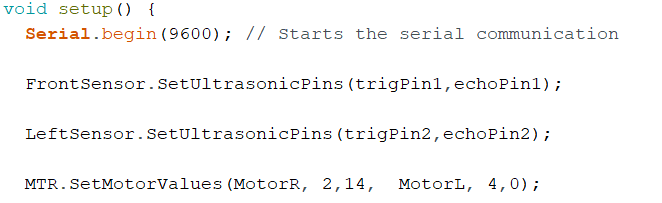 void setup() {
Serial.begin(9600); // Starts the serial communication
FrontSensor.SetUltrasonicPins(trigPin1,echoPin1);
LeftSensor.SetUltrasonicPins(trigPin2,echoPin2);
MTR.SetMotorValues(MotorR, 2,14,  MotorL, 4,0);